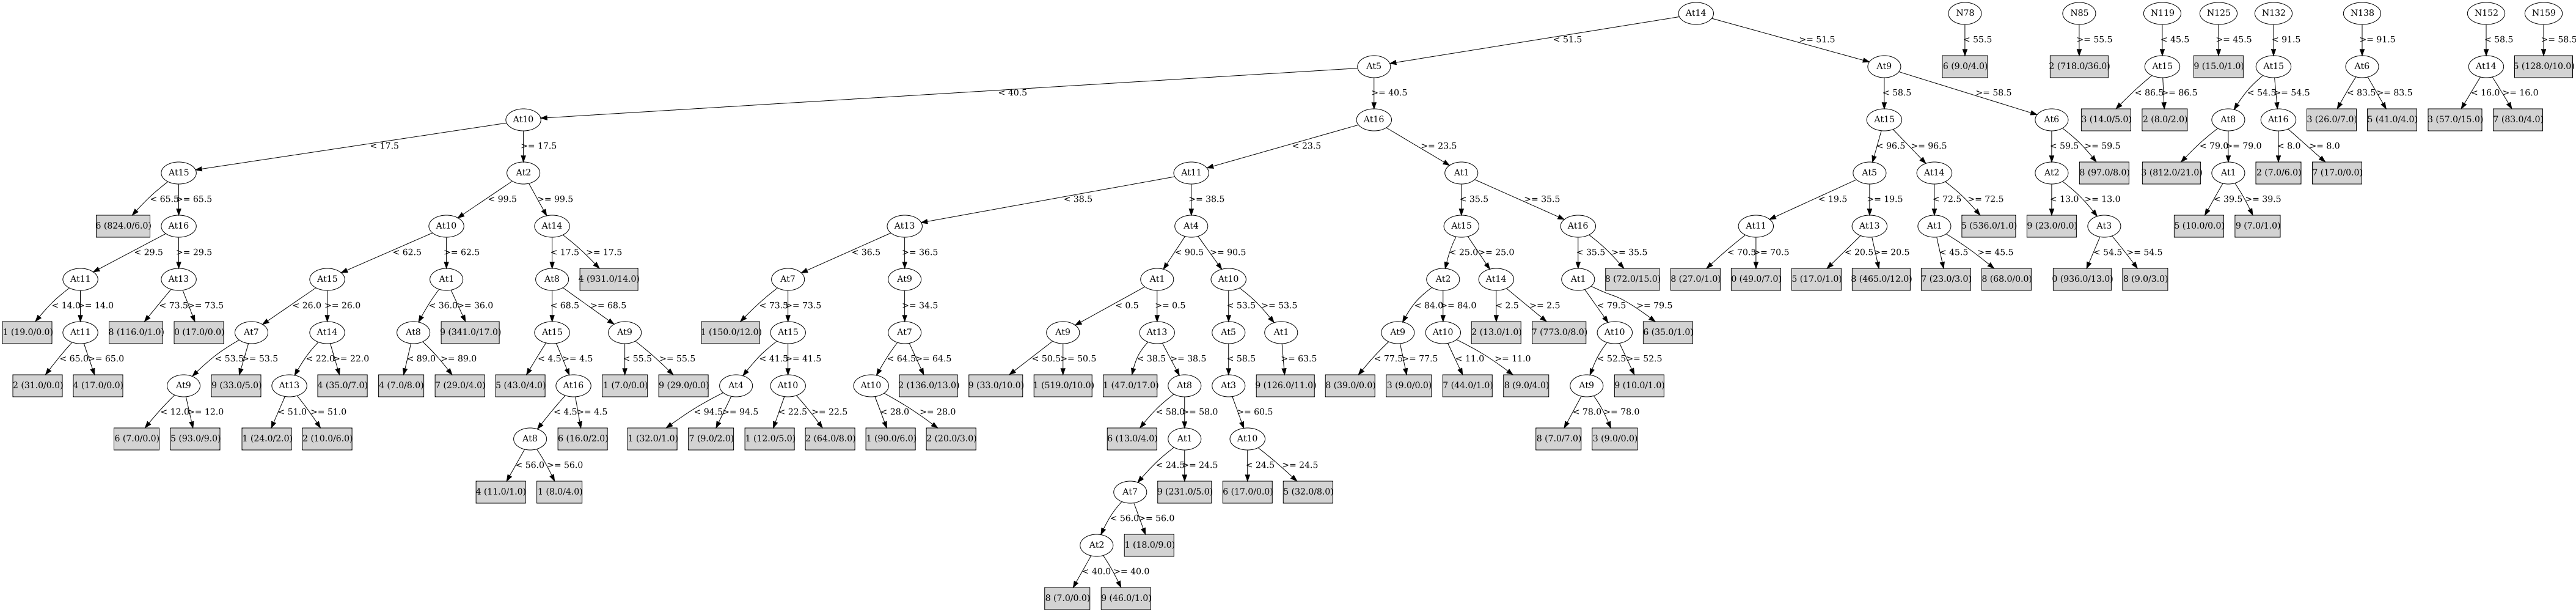 At14 N78 N85 N119 N125 N132 N138 N152 N159
< 51.5 >= 51.5 < 55.5 >= 55.5 < 45.5 >= 45.5 < 91.5 >= 91.5 < 58.5 >= 58.5
At5 At9 6 (9.0/4.0) 2 (718.0/36.0) At15 9 (15.0/1.0) At15 At6 At14 5 (128.0/10.0)
< 40.5 >= 40.5 < 58.5 >= 58.5 < 86.5 >= 86.5 < 54.5 >= 54.5 < 83.5 >= 83.5 < 16.0 >= 16.0
At10 At16 At15 At6 3 (14.0/5.0) 2 (8.0/2.0) At8 At16 3 (26.0/7.0) 5 (41.0/4.0) 3 (57.0/15.0) 7 (83.0/4.0)
< 17.5 >= 17.5 < 23.5 >= 23.5 < 96.5 >= 96.5 < 59.5 >= 59.5 < 79.0 >= 79.0 < 8.0 >= 8.0
At15 At2 At11 At1 At5 At14 At2 8 (97.0/8.0) 3 (812.0/21.0) At1 2 (7.0/6.0) 7 (17.0/0.0)
< 65.5 >= 65.5 < 99.5 >= 99.5 < 38.5 >= 38.5 < 35.5 >= 35.5 < 19.5 >= 19.5 < 72.5 >= 72.5 < 13.0 >= 13.0 < 39.5 >= 39.5
6 (824.0/6.0) At16 At10 At14 At13 At4 At15 At16 At11 At13 At1 5 (536.0/1.0) 9 (23.0/0.0) At3 5 (10.0/0.0) 9 (7.0/1.0)
< 29.5 >= 29.5 < 62.5 >= 62.5 < 17.5 >= 17.5 < 36.5 >= 36.5 < 90.5 >= 90.5 < 25.0 >= 25.0 < 35.5 >= 35.5 < 70.5 >= 70.5 < 20.5 >= 20.5 < 45.5 >= 45.5 < 54.5 >= 54.5
At11 At13 At15 At1 At8 4 (931.0/14.0) At7 At9 At1 At10 At2 At14 At1 8 (72.0/15.0) 8 (27.0/1.0) 0 (49.0/7.0) 5 (17.0/1.0) 8 (465.0/12.0) 7 (23.0/3.0) 8 (68.0/0.0) 0 (936.0/13.0) 8 (9.0/3.0)
< 14.0 >= 14.0 < 73.5 >= 73.5 < 26.0 >= 26.0 < 36.0 >= 36.0 < 68.5 >= 68.5 < 73.5 >= 73.5 >= 34.5 < 0.5 >= 0.5 < 53.5 >= 53.5 < 84.0 >= 84.0 < 2.5 >= 2.5 < 79.5 >= 79.5
1 (19.0/0.0) At11 8 (116.0/1.0) 0 (17.0/0.0) At7 At14 At8 9 (341.0/17.0) At15 At9 1 (150.0/12.0) At15 At7 At9 At13 At5 At1 At9 At10 2 (13.0/1.0) 7 (773.0/8.0) At10 6 (35.0/1.0)
< 65.0 >= 65.0 < 53.5 >= 53.5 < 22.0 >= 22.0 < 89.0 >= 89.0 < 4.5 >= 4.5 < 55.5 >= 55.5 < 41.5 >= 41.5 < 64.5 >= 64.5 < 50.5 >= 50.5 < 38.5 >= 38.5 < 58.5 >= 63.5 < 77.5 >= 77.5 < 11.0 >= 11.0 < 52.5 >= 52.5
2 (31.0/0.0) 4 (17.0/0.0) At9 9 (33.0/5.0) At13 4 (35.0/7.0) 4 (7.0/8.0) 7 (29.0/4.0) 5 (43.0/4.0) At16 1 (7.0/0.0) 9 (29.0/0.0) At4 At10 At10 2 (136.0/13.0) 9 (33.0/10.0) 1 (519.0/10.0) 1 (47.0/17.0) At8 At3 9 (126.0/11.0) 8 (39.0/0.0) 3 (9.0/0.0) 7 (44.0/1.0) 8 (9.0/4.0) At9 9 (10.0/1.0)
< 12.0 >= 12.0 < 51.0 >= 51.0 < 4.5 >= 4.5 < 94.5 >= 94.5 < 22.5 >= 22.5 < 28.0 >= 28.0 < 58.0 >= 58.0 >= 60.5 < 78.0 >= 78.0
6 (7.0/0.0) 5 (93.0/9.0) 1 (24.0/2.0) 2 (10.0/6.0) At8 6 (16.0/2.0) 1 (32.0/1.0) 7 (9.0/2.0) 1 (12.0/5.0) 2 (64.0/8.0) 1 (90.0/6.0) 2 (20.0/3.0) 6 (13.0/4.0) At1 At10 8 (7.0/7.0) 3 (9.0/0.0)
< 56.0 >= 56.0 < 24.5 >= 24.5 < 24.5 >= 24.5
4 (11.0/1.0) 1 (8.0/4.0) At7 9 (231.0/5.0) 6 (17.0/0.0) 5 (32.0/8.0)
< 56.0 >= 56.0
At2 1 (18.0/9.0)
< 40.0 >= 40.0
8 (7.0/0.0) 9 (46.0/1.0)